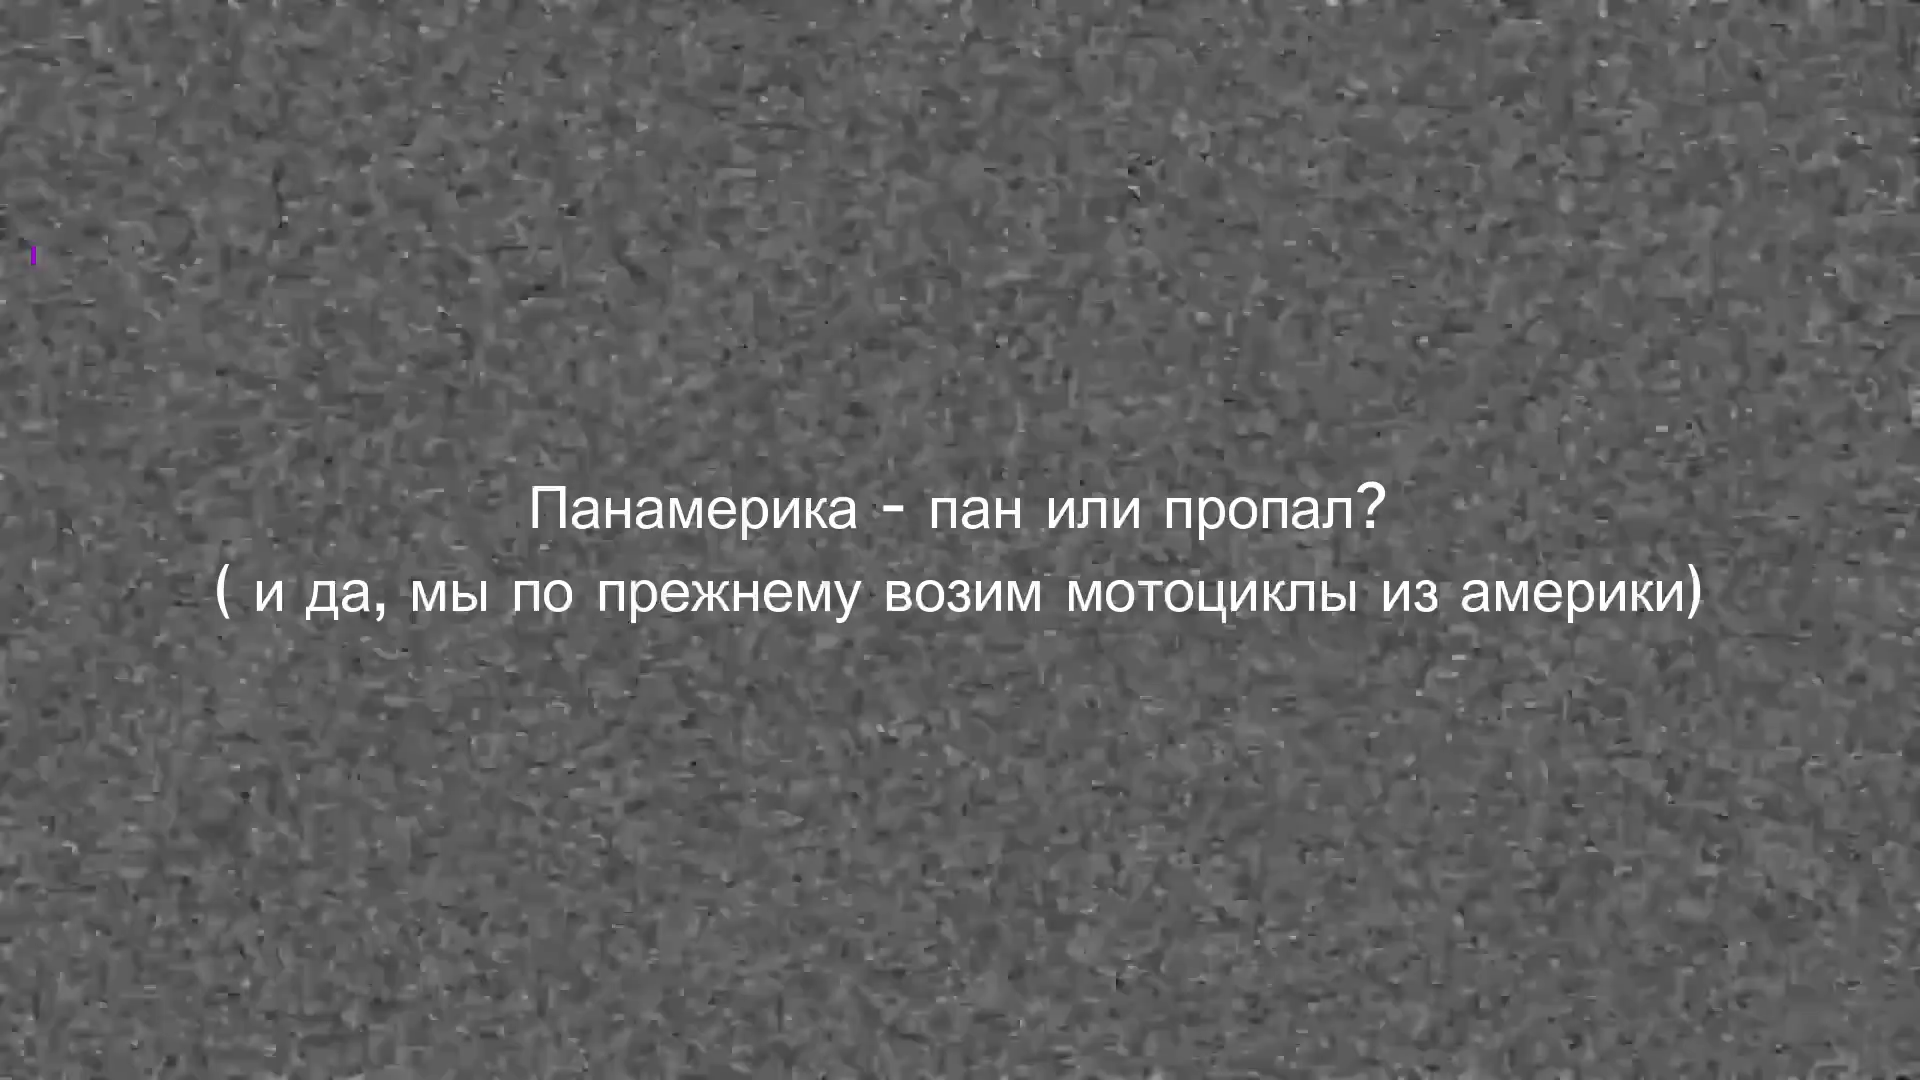 Панамерика - пан или пропал?
( и да, мы по прежнему возим мотоциклы из америки)